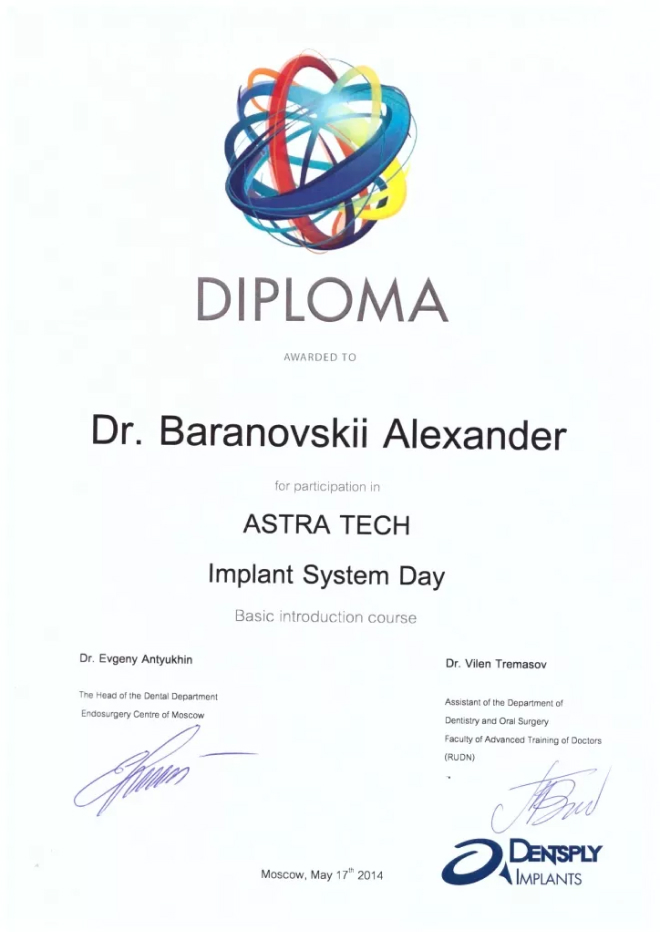 DIPLOMA
AWARDED TO
Dr. Baranovskii Alexander
for participation in
ASTRA TECH
Implant System Day
Basic introduction course
Dr. Evgeny Antyukhin
The Head of the Dental Department
Endosurgery Centre of Moscow
Dr. Vilen Tremasov
Assistant of the Department of
Dentistry and Oral Surgery
Faculty of Advanced Training of Doctors
(RUDN)
Moscow, May 17th 2014
DENTSPLY
IMPLANTS